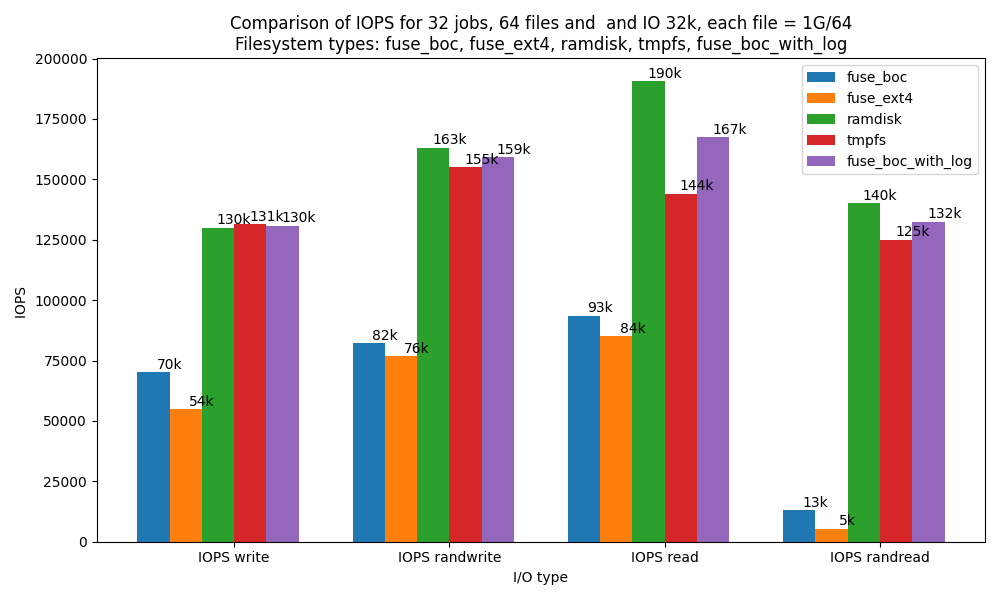 Comparison of IOPS for 32 jobs, 64 files and  and IO 32k, each file = 1G/64
Filesystem types: fuse_boc, fuse_ext4, ramdisk, tmpfs, fuse_boc_with_log
200000
175000
150000
125000
100000
75000
50000
25000
0
IOPS
fuse_boc
fuse_ext4
ramdisk
tmpfs
fuse_boc_with_log
70k
54k
130k
131k
130k
82k
76k
163k
155k
159k
93k
84k
190k
144k
167k
13k
5k
140k
125k
132k
IOPS write
IOPS randwrite
IOPS read
IOPS randread
I/O type